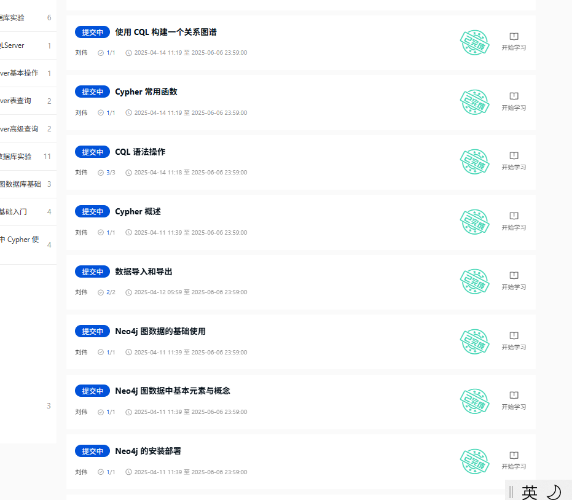 据库实验 6
QLServer 1
ver基本操作 1
ver表查询 2
ver高级查询 2
数据库实验 11
图数据库基础 3
基础入门 4
中 Cypher 使 4
3
提交中 使用 CQL 构建一个关系图谱
刘伟 1/1 2025-04-14 11:19 至 2025-06-06 23:59:00
已完成 开始学习
提交中 Cypher 常用函数
刘伟 1/1 2025-04-14 11:19 至 2025-06-06 23:59:00
已完成 开始学习
提交中 CQL 语法操作
刘伟 3/3 2025-04-14 11:18 至 2025-06-06 23:59:00
已完成 开始学习
提交中 Cypher 概述
刘伟 1/1 2025-04-11 11:39 至 2025-06-06 23:59:00
已完成 开始学习
提交中 数据导入和导出
刘伟 2/2 2025-04-12 05:59 至 2025-06-06 23:59:00
已完成 开始学习
提交中 Neo4j 图数据的基础使用
刘伟 1/1 2025-04-11 11:39 至 2025-06-06 23:59:00
已完成 开始学习
提交中 Neo4j 图数据中基本元素与概念
刘伟 1/1 2025-04-11 11:39 至 2025-06-06 23:59:00
已完成 开始学习
提交中 Neo4j 的安装部署
刘伟 1/1 2025-04-11 11:39 至 2025-06-06 23:59:00
已完成 开始学习
英